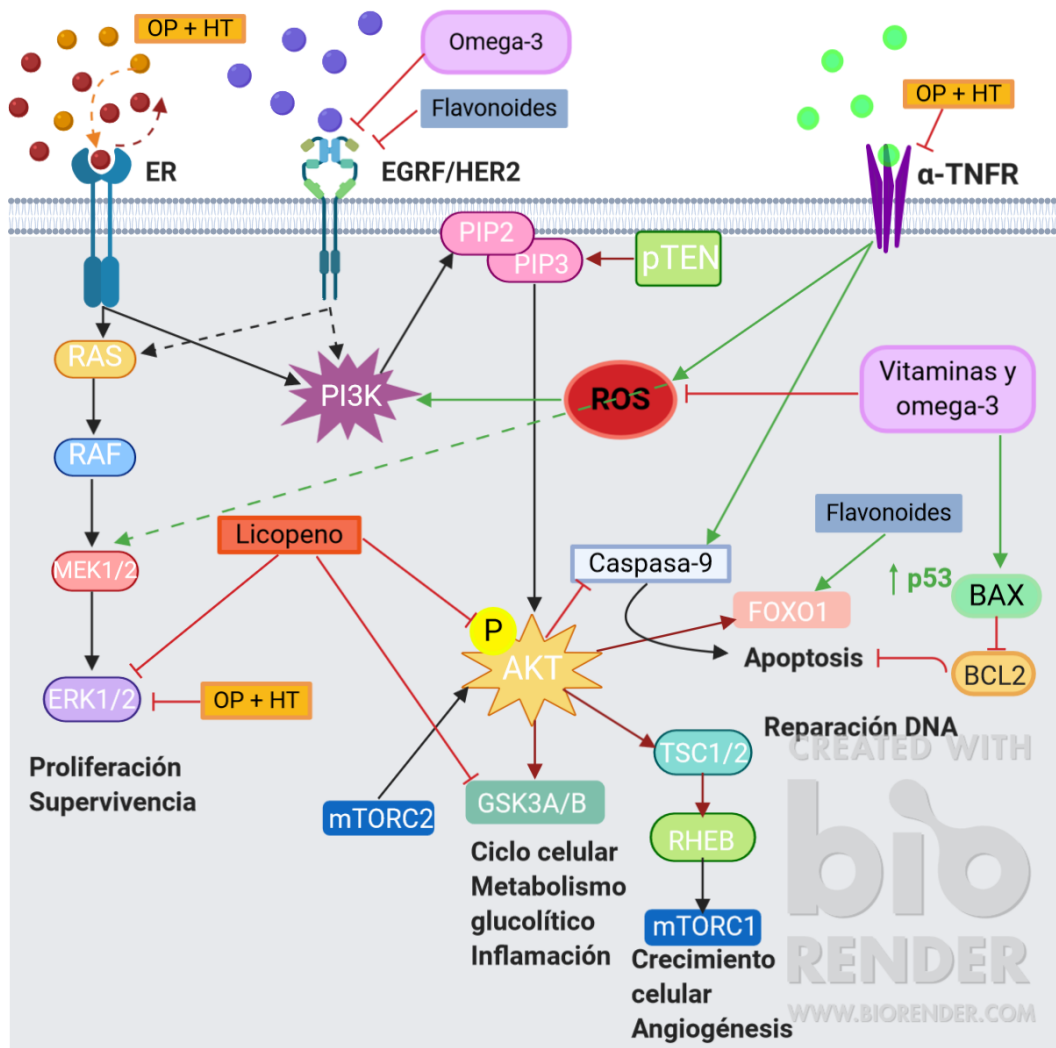 OP + HT
Omega-3
Flavonoides
OP + HT
ER
EGRF/HER2
α-TNFR
PIP2
PIP3
pTEN
RAS
PI3K
ROS
Vitaminas y
omega-3
RAF
Licopeno
Flavonoides
MEK1/2
Caspasa-9
↑ p53
BAX
FOXO1
P
AKT
Apoptosis
BCL2
ERK1/2
OP + HT
Reparación DNA
TSC1/2
Proliferación
Supervivencia
mTORC2
GSK3A/B
RHEB
Ciclo celular
Metabolismo
glucolítico
Inflamación
mTORC1
Crecimiento
celular
Angiogénesis
CREATED WITH
bio
RENDER
WWW.BIORENDER.COM